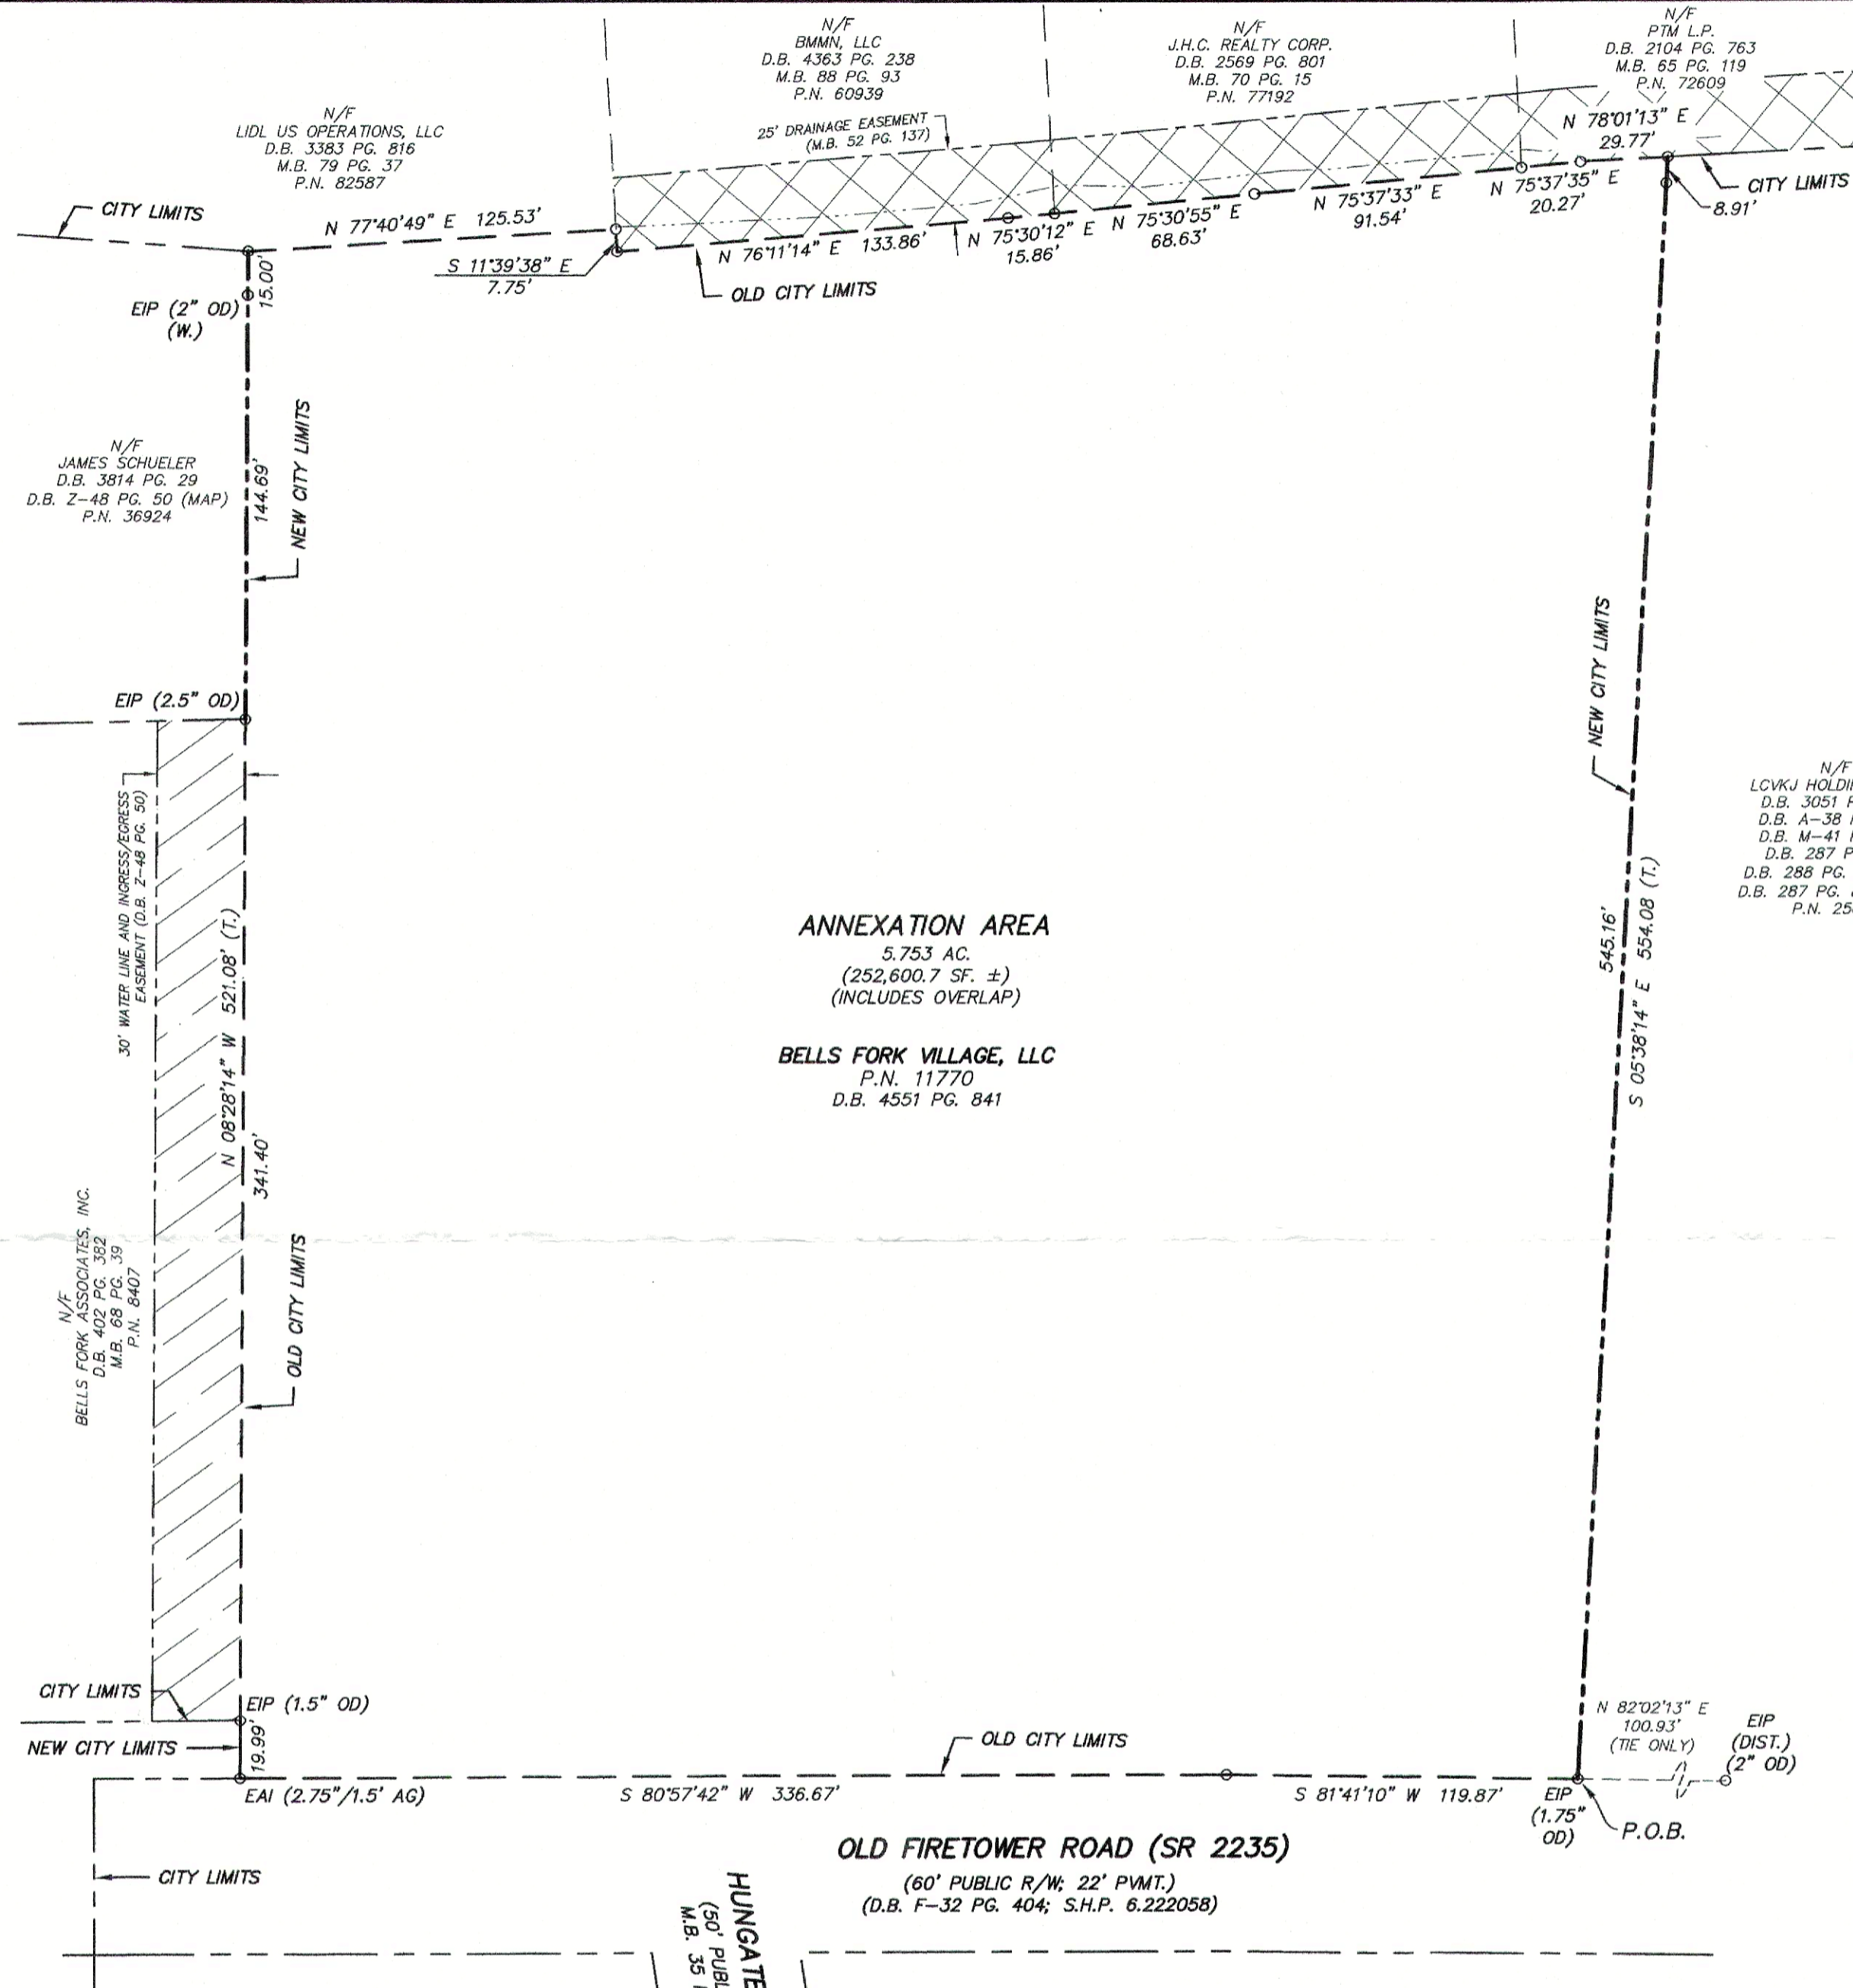 N/F
BMMN, LLC
D.B. 4363 PG. 238
M.B. 88 PG. 93
P.N. 60939
N/F
J.H.C. REALTY CORP.
D.B. 2569 PG. 801
M.B. 70 PG. 15
P.N. 77192
N/F
PTM L.P.
D.B. 2104 PG. 763
M.B. 65 PG. 119
P.N. 72609
N/F
LIDL US OPERATIONS, LLC
D.B. 3383 PG. 816
M.B. 79 PG. 37
P.N. 82587
25' DRAINAGE EASEMENT
(M.B. 52 PG. 137)
N 78°01'13" E
29.77'
CITY LIMITS
N 77°40'49" E 125.53'
S 11°39'38" E
7.75'
N 76°11'14" E 133.86'
N 75°30'12" E
15.86'
N 75°30'55" E
68.63'
N 75°37'33" E
91.54'
N 75°37'35" E
20.27'
8.91'
CITY LIMITS
OLD CITY LIMITS
15.00'
EIP (2" OD)
(W.)
NEW CITY LIMITS
144.69'
N/F
JAMES SCHUELER
D.B. 3814 PG. 29
D.B. Z-48 PG. 50 (MAP)
P.N. 36924
EIP (2.5" OD)
NEW CITY LIMITS
30' WATER LINE AND INGRESS/EGRESS
EASEMENT (D.B. Z-48 PG. 50)
N 08°28'14" W 521.08' (T.)
341.40'
545.16'
S 05°38'14" E 554.08 (T.)
N/F
LCVKJ
D.B. 3051
D.B. A-38
D.B. M-41
D.B. 287
D.B. 288 PG.
D.B. 287 PG.
P.N.
ANNEXATION AREA
5.753 AC.
(252,600.7 SF. ±)
(INCLUDES OVERLAP)
BELLS FORK VILLAGE, LLC
P.N. 11770
D.B. 4551 PG. 841
N/F
BELLS FORK ASSOCIATES, INC.
D.B. 402 PG. 382
M.B. 68 PG. 39
P.N. 8407
OLD CITY LIMITS
CITY LIMITS
EIP (1.5" OD)
NEW CITY LIMITS
19.99'
OLD CITY LIMITS
N 82°02'13" E
100.93'
(TIE ONLY)
EIP
(DIST.)
(2" OD)
EAI (2.75"/1.5' AG)
S 80°57'42" W 336.67'
S 81°41'10" W 119.87'
EIP
(1.75"
OD)
P.O.B.
OLD FIRETOWER ROAD (SR 2235)
(60' PUBLIC R/W; 22' PVMT.)
(D.B. F-32 PG. 404; S.H.P. 6.222058)
CITY LIMITS
HUNGATE
(50'
M.B. 35